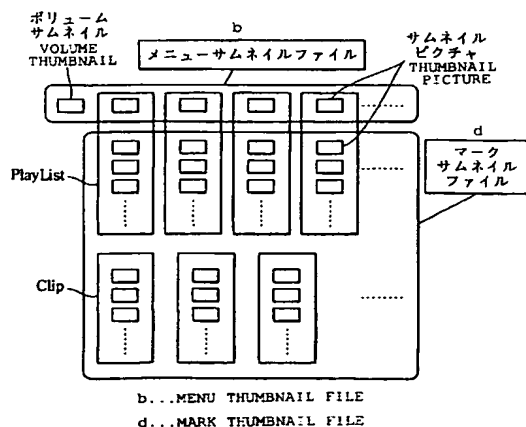 ボリューム
サムネイル
VOLUME
THUMBNAIL
b
メニューサムネイルファイル
サムネイル
ピクチャ
THUMBNAIL
PICTURE
d
マーク
サムネイル
ファイル
PlayList
Clip
b...MENU THUMBNAIL FILE
d...MARK THUMBNAIL FILE